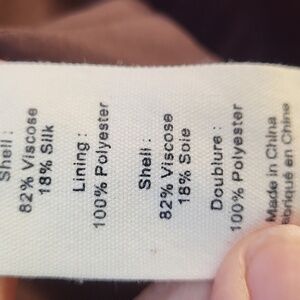 Shell :
82% Viscose
18% Silk
Lining :
100% Polyester
Shell :
82% Viscose
18% Soie
Doublure :
100% Polyester
Made in China
abriqué en Chine